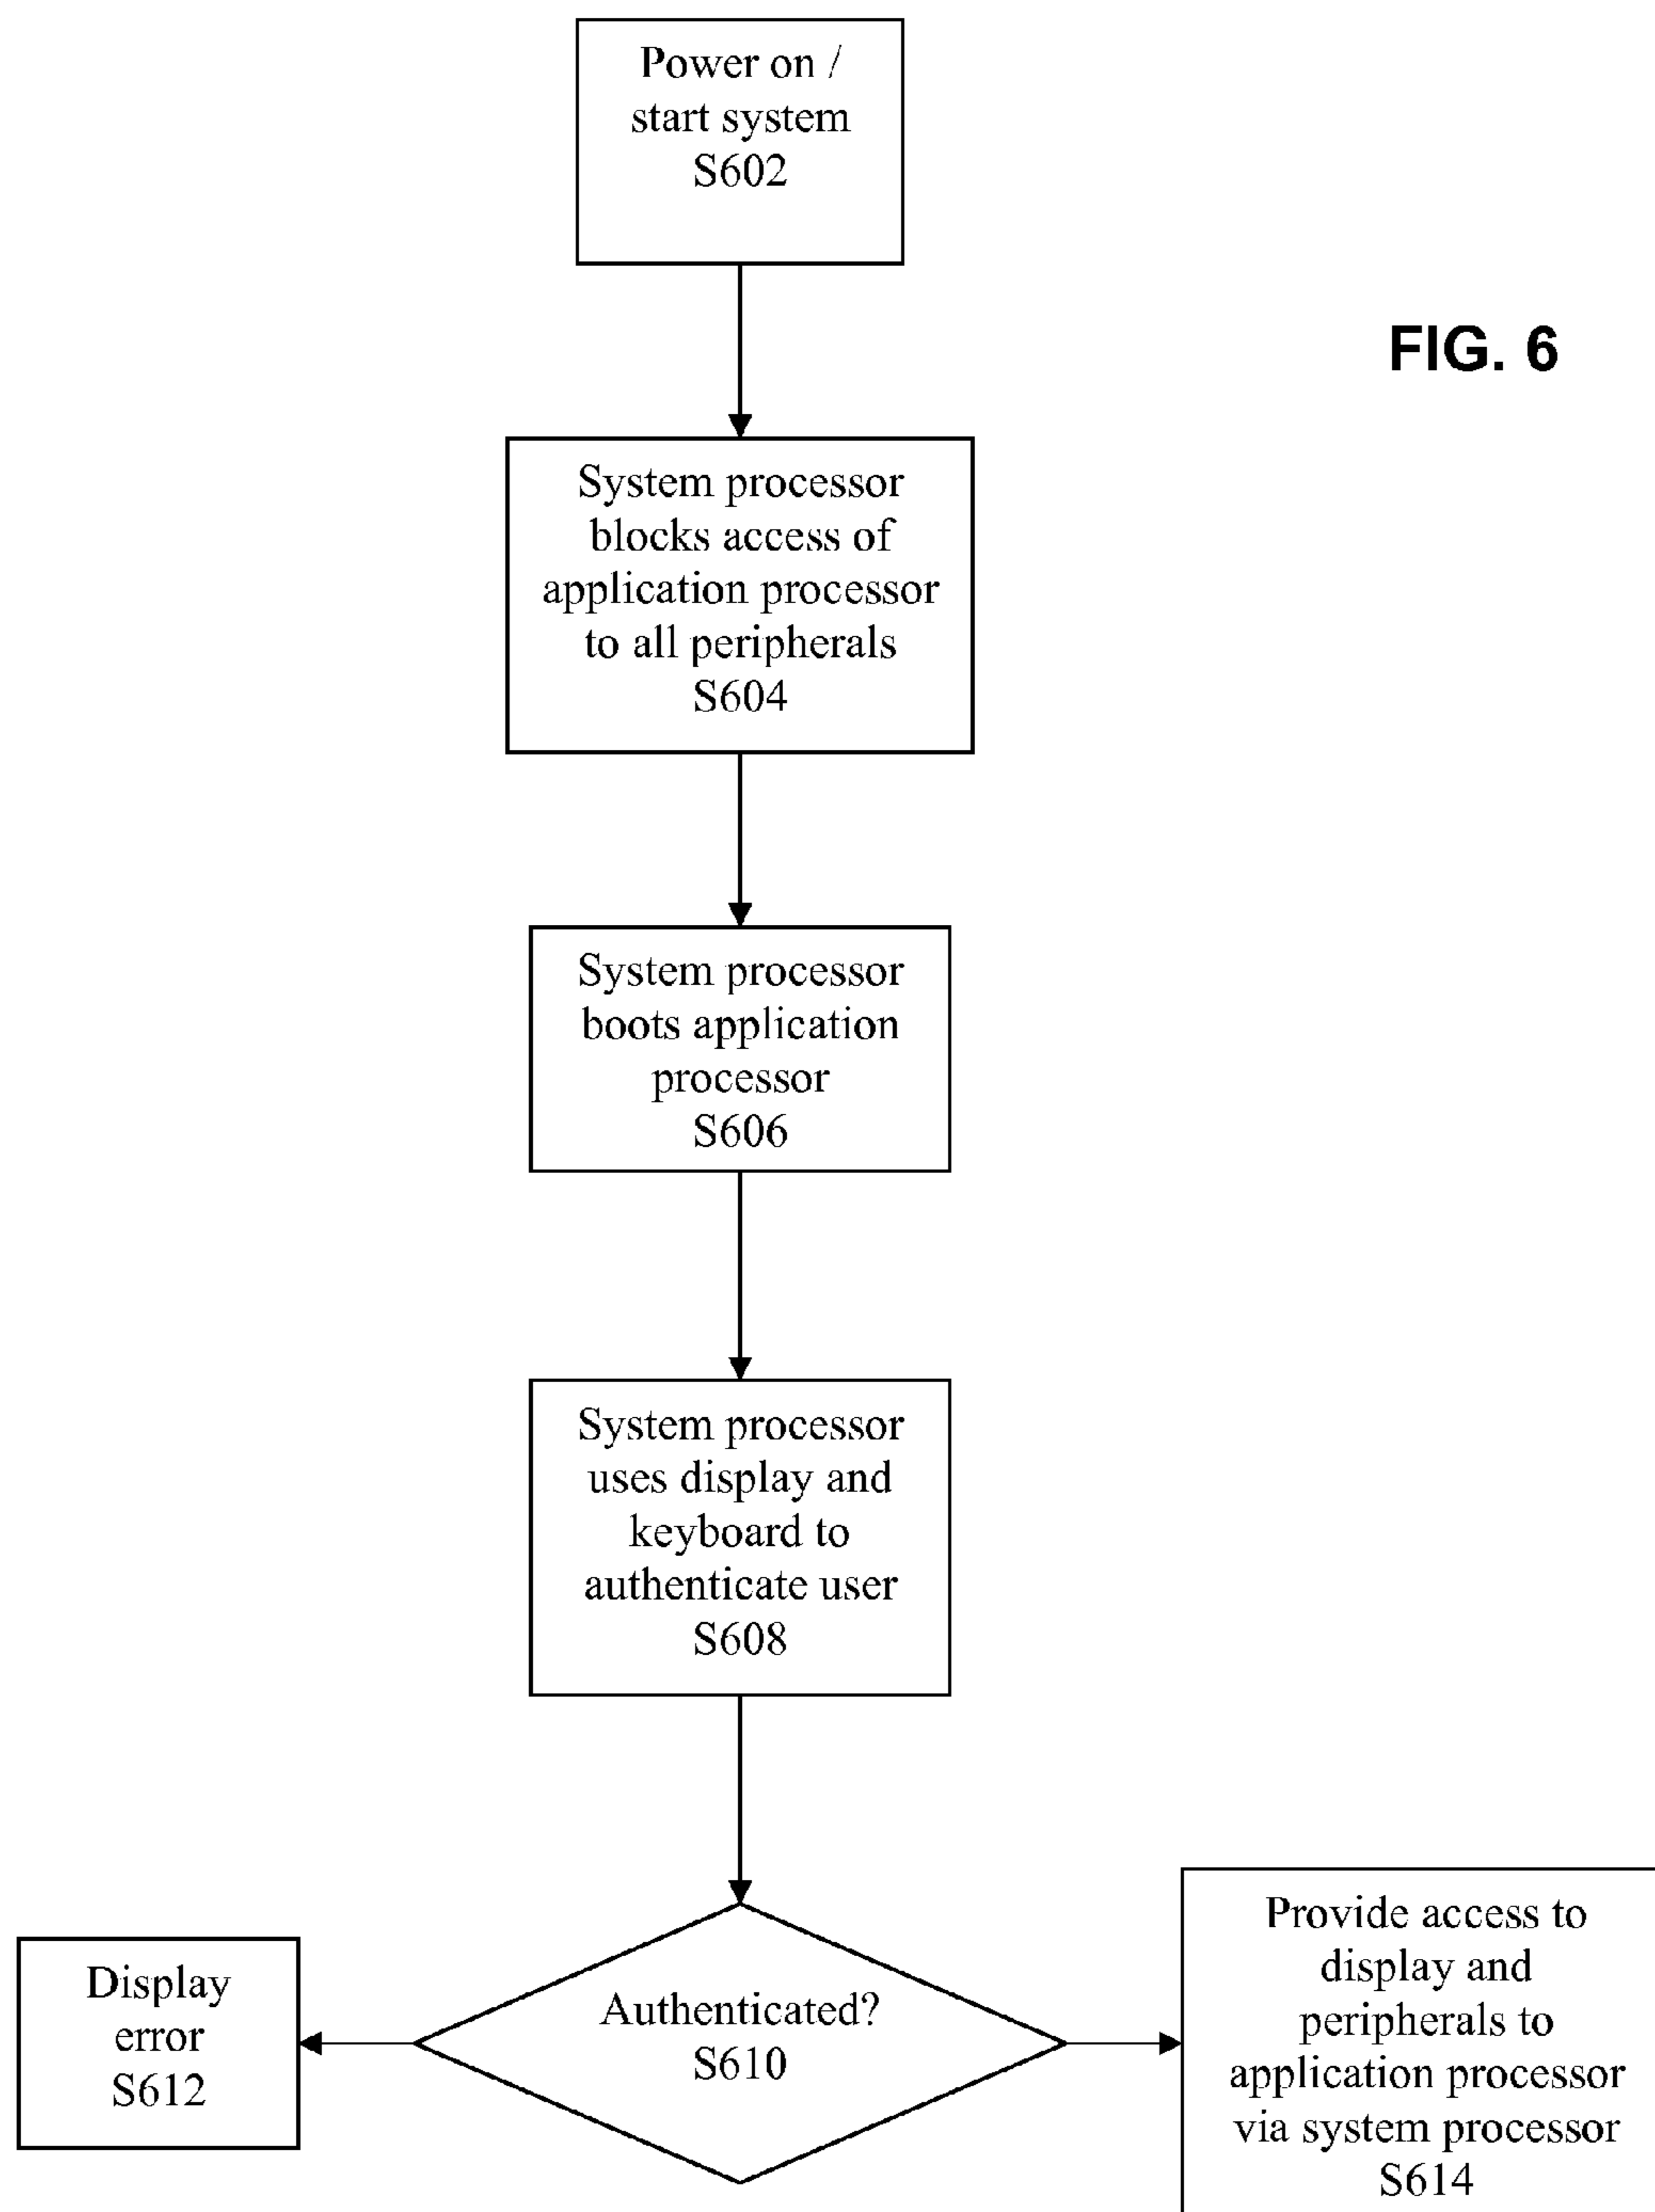 Power on /
start system
S602
FIG. 6
System processor
blocks access of
application processor
to all peripherals
S604
System processor
boots application
processor
S606
System processor
uses display and
keyboard to
authenticate user
S608
Authenticated?
S610
Display
error
S612
Provide access to
display and
peripherals to
application processor
via system processor
S614